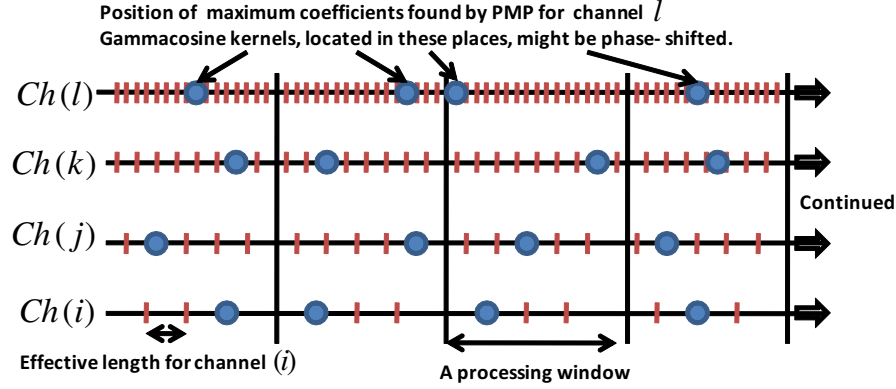 Position of maximum coefficients found by PMP for channel l
Gammacosine kernels, located in these places, might be phase- shifted.
Ch(l)
Ch(k)
Continued
Ch(j)
Ch(i)
Effective length for channel (i)
A processing window